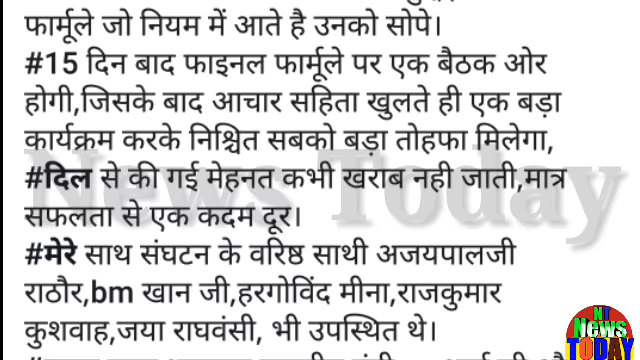 फार्मूले जो नियम में आते है उनको सोपे।
#15 दिन बाद फाइनल फार्मूले पर एक बैठक ओर
होगी,जिसके बाद आचार सहिता खुलते ही एक बड़ा
कार्यक्रम करके निश्चित सबको बड़ा तोहफा मिलेगा,
#दिल से की गई मेहनत कभी खराब नही जाती,मात्र
सफलता से एक कदम दूर।
News Today
#मेरे साथ संघटन के वरिष्ठ साथी अजयपालजी
राठौर,bm खान जी,हरगोविंद मीना,राजकुमार
कुशवाह,जया राघवंसी, भी उपस्थित थे।
NT
News
TODAY